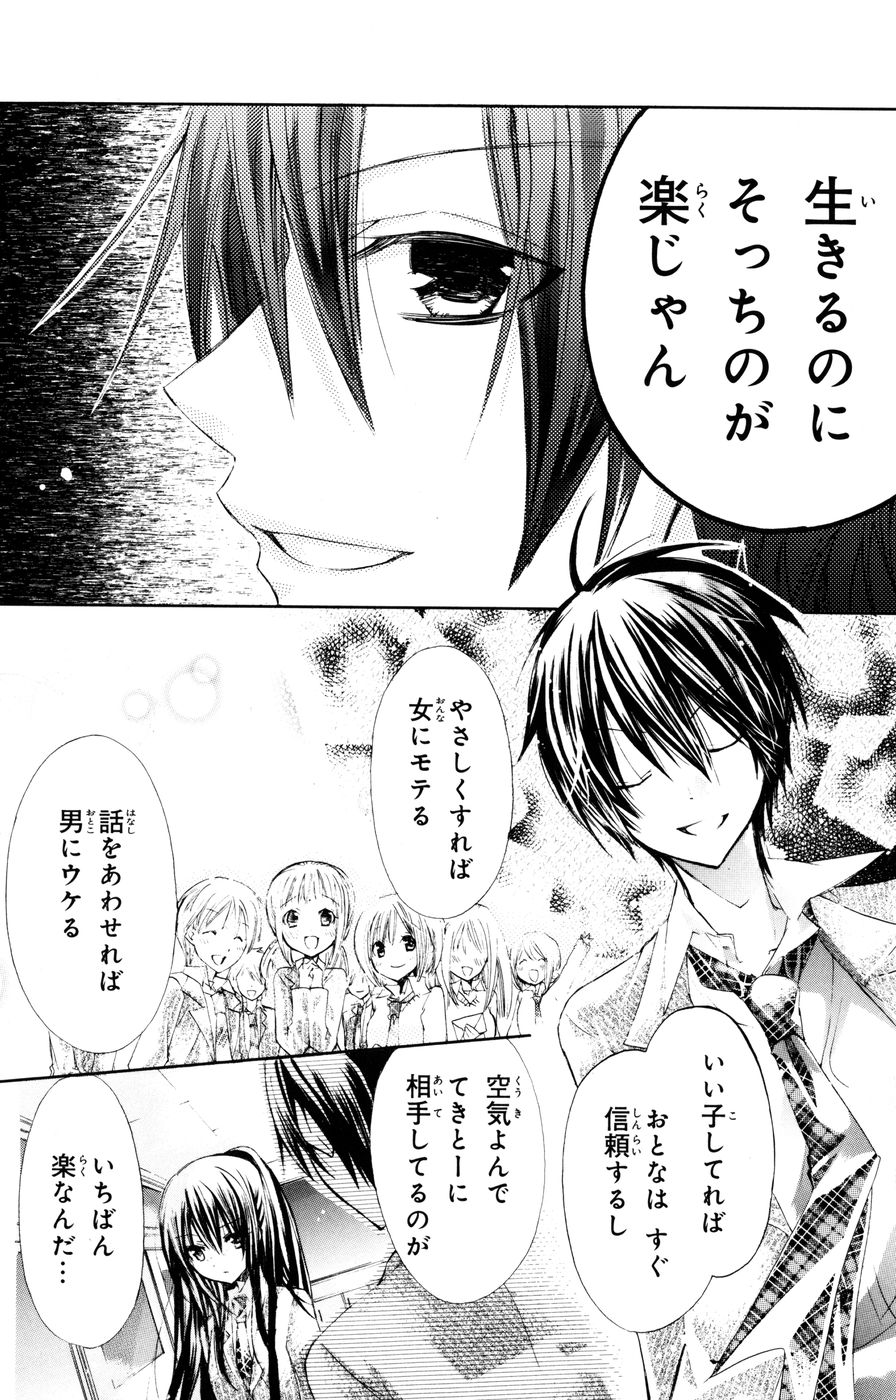 生きるのに
そっちのが
楽じゃん
いい子してれば
おとなは すぐ
信頼するし
やさしくすれば
女にモテる
話をあわせれば
男にウケる
空気よんで
てきとーに
相手してるのが
いちばん
楽なんだ…